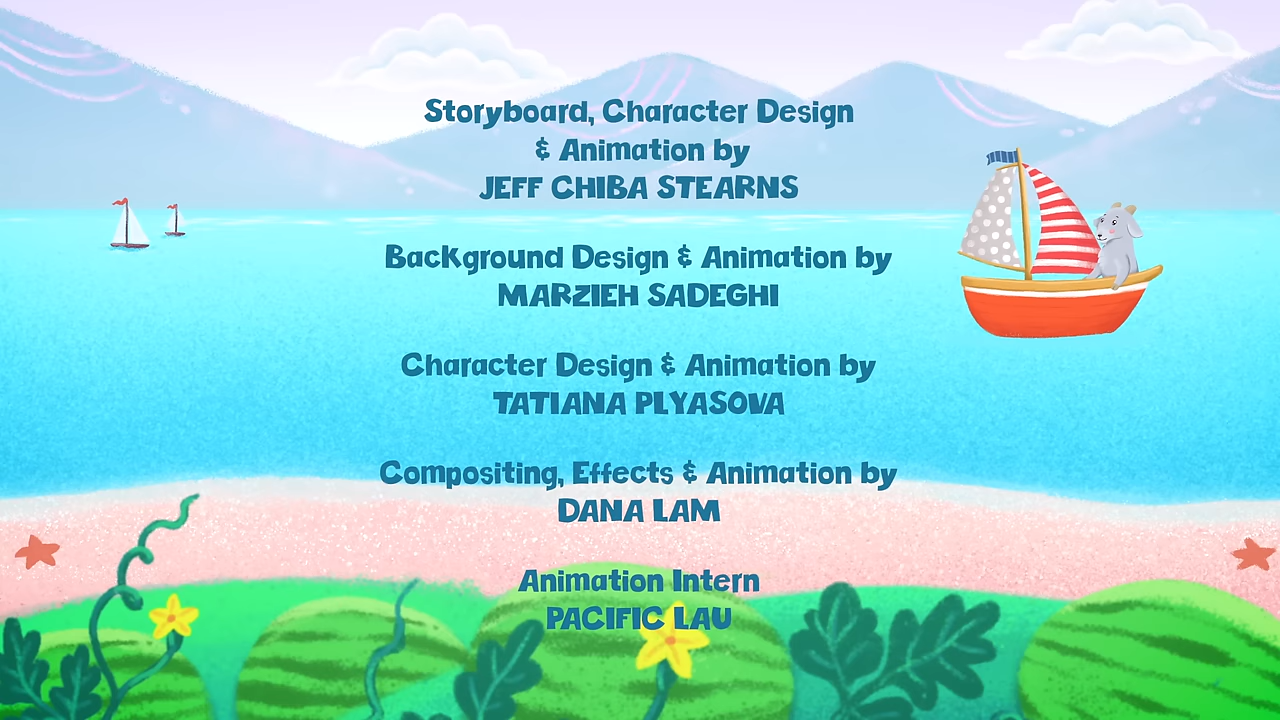 Storyboard, Character Design
& Animation by
JEFF CHIBA STEARNS
Background Design & Animation by
MARZIEH SADEGHI
Character Design & Animation by
TATIANA PLYASOVA
Compositing, Effects & Animation by
DANA LAM
Animation Intern
PACIFIC LAU